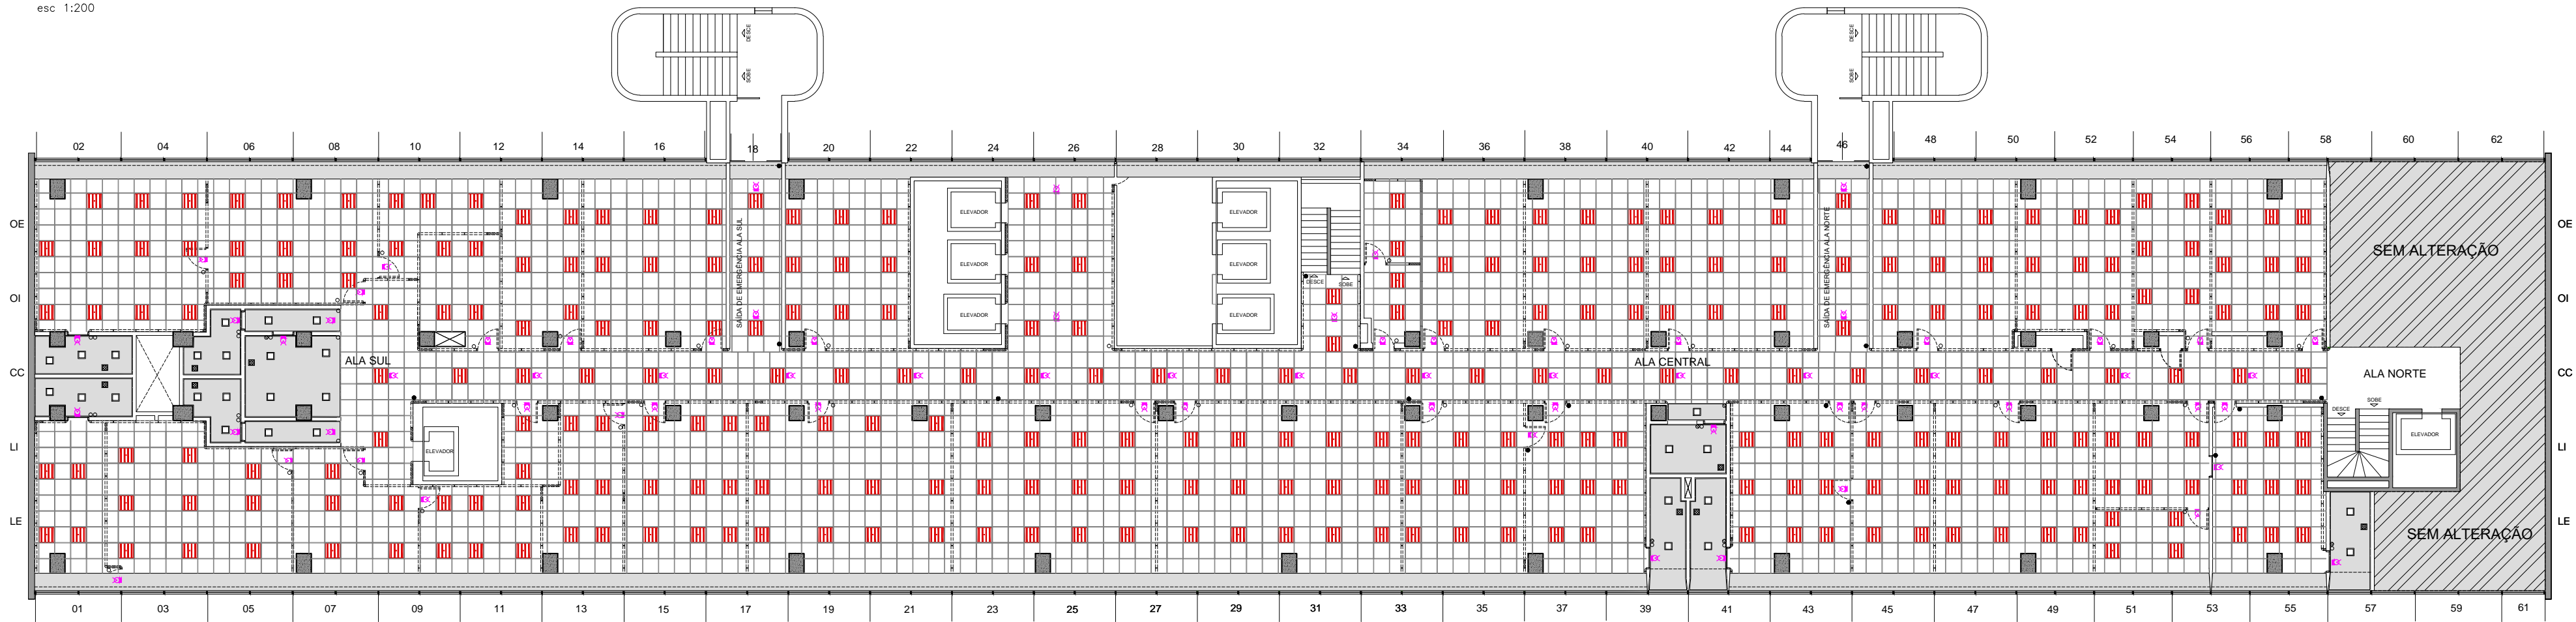 esc 1:200
DESCE
SOBE
DESCE
SOBE
02 04 06 08 10 12 14 16 18 20 22 24 26 28 30 32 34 36 38 40 42 44 46 48 50 52 54 56 58 60 62
OE
OI
CC
LI
LE
SAÍDA DE EMERGÊNCIA ALA SUL
ELEVADOR
ELEVADOR
ELEVADOR
ELEVADOR
ELEVADOR
ELEVADOR
DESCE
SOBE
SAÍDA DE EMERGÊNCIA ALA NORTE
SEM ALTERAÇÃO
OE
OI
CC
LI
LE
ALA SUL
ALA CENTRAL
ALA NORTE
ELEVADOR
DESCE
SOBE
ELEVADOR
SEM ALTERAÇÃO
01 03 05 07 09 11 13 15 17 19 21 23 25 27 29 31 33 35 37 39 41 43 45 47 49 51 53 55 57 59 61